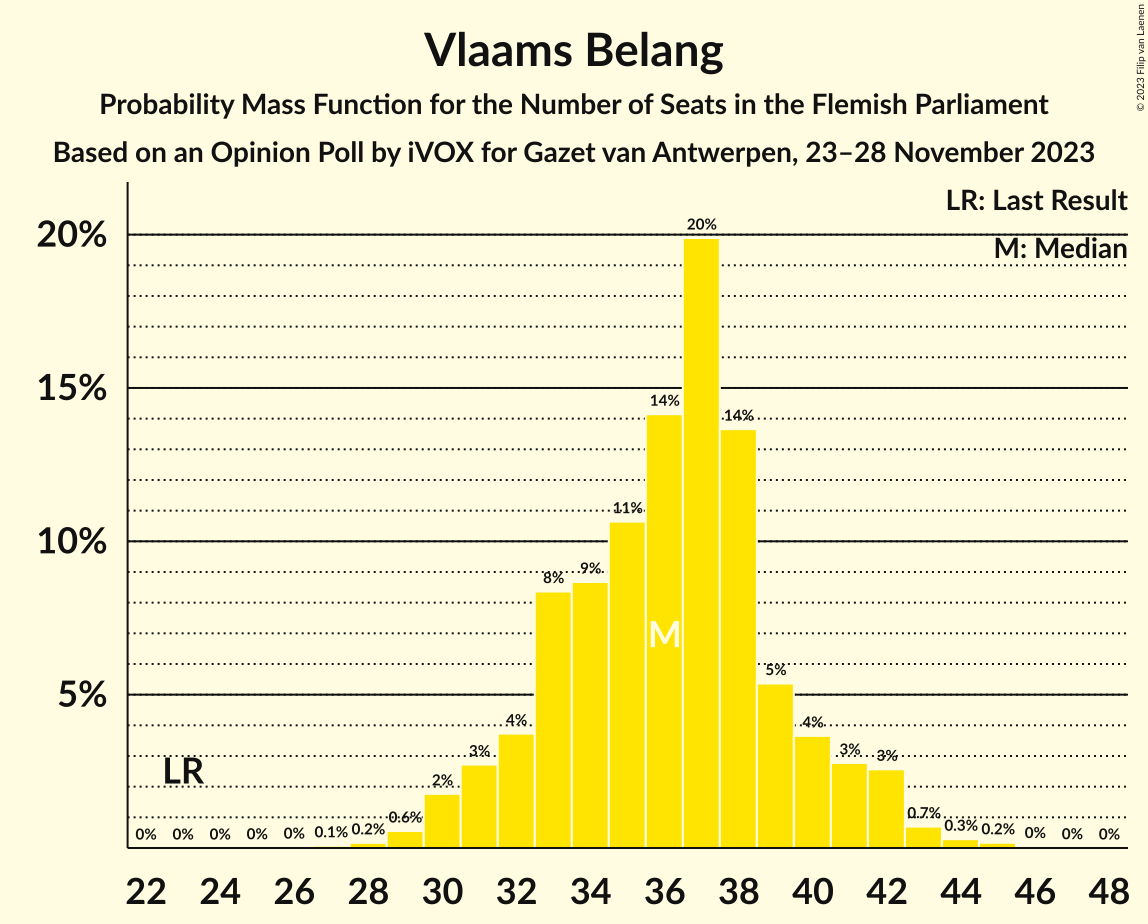 Vlaams Belang
Probability Mass Function for the Number of Seats in the Flemish Parliament
Based on an Opinion Poll by iVOX for Gazet van Antwerpen, 23–28 November 2023
© 2023 Filip van Laenen
LR: Last Result
M: Median
20%
15%
10%
5%
LR
M
0% 0% 0% 0% 0% 0.1% 0.2% 0.6% 2% 3% 4% 8% 9% 11% 14% 20% 14% 5% 4% 3% 3% 0.7% 0.3% 0.2% 0% 0% 0%
22 24 26 28 30 32 34 36 38 40 42 44 46 48